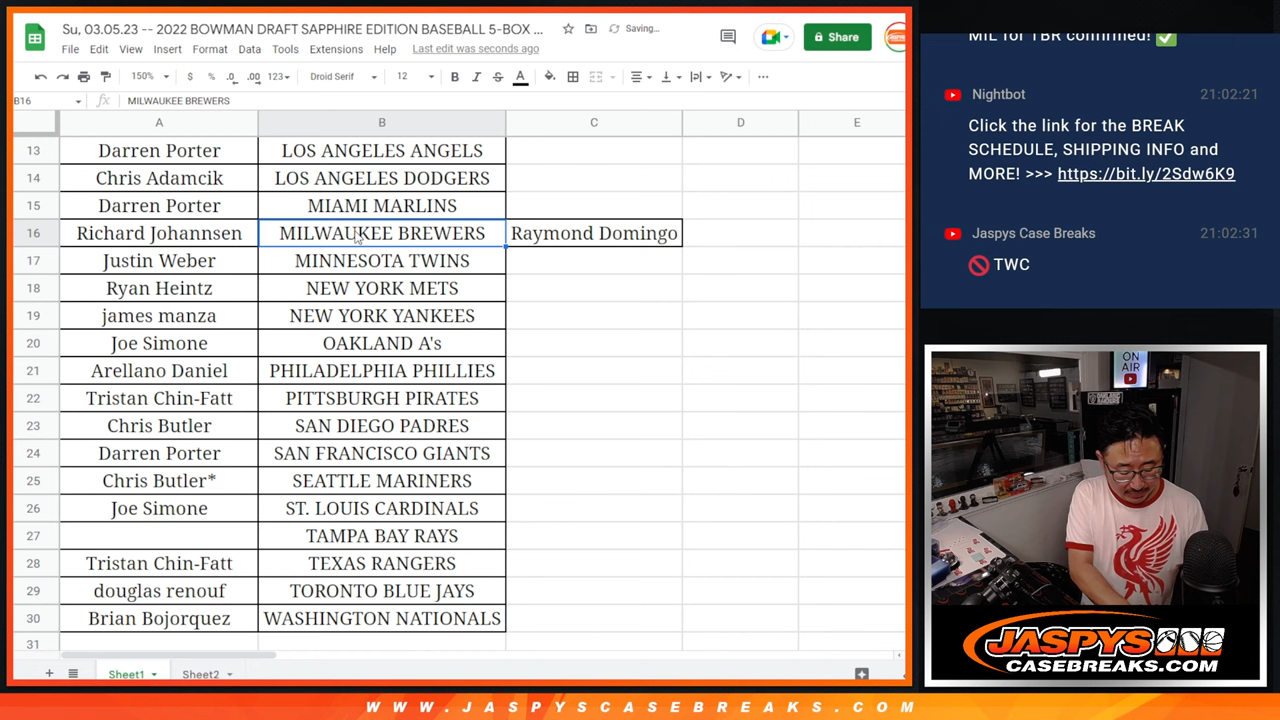 Su, 03.05.23 -- 2022 BOWMAN DRAFT SAPPHIRE EDITION BASEBALL 5-BOX ...
Saving...
Share
File Edit View Insert Format Data Tools Extensions Help Last edit was seconds ago
150% $ % .0 .00 123 Droid Serif 12 B I S A
B16 fx MILWAUKEE BREWERS
A B C D E
13 Darren Porter LOS ANGELES ANGELS
14 Chris Adamcik LOS ANGELES DODGERS
15 Darren Porter MIAMI MARLINS
16 Richard Johannsen MILWAUKEE BREWERS Raymond Domingo
17 Justin Weber MINNESOTA TWINS
18 Ryan Heintz NEW YORK METS
19 james manza NEW YORK YANKEES
20 Joe Simone OAKLAND A's
21 Arellano Daniel PHILADELPHIA PHILLIES
22 Tristan Chin-Fatt PITTSBURGH PIRATES
23 Chris Butler SAN DIEGO PADRES
24 Darren Porter SAN FRANCISCO GIANTS
25 Chris Butler* SEATTLE MARINERS
26 Joe Simone ST. LOUIS CARDINALS
27 TAMPA BAY RAYS
28 Tristan Chin-Fatt TEXAS RANGERS
29 douglas renouf TORONTO BLUE JAYS
30 Brian Bojorquez WASHINGTON NATIONALS
31
Sheet1 Sheet2
MIL for TBR confirmed! ✅
Nightbot 21:02:21
Click the link for the BREAK
SCHEDULE, SHIPPING INFO and
MORE! >>> https://bit.ly/2Sdw6K9
Jaspys Case Breaks 21:02:31
🚫 TWC
ON
AIR
JASPYS
CASEBREAKS.COM
WWW.JASPYSCASEBREAKS.COM